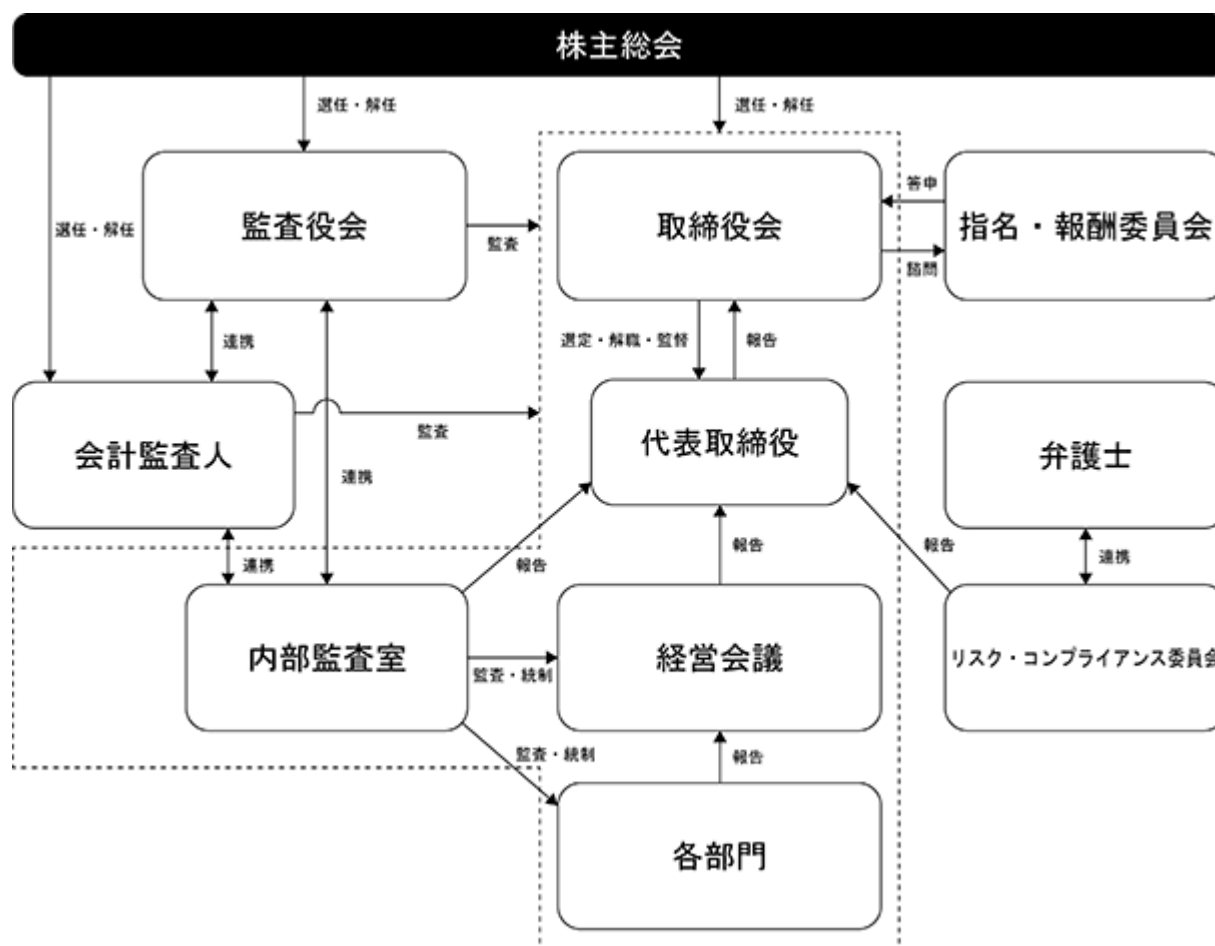 株主総会
選任・解任
選任・解任
選任・解任
監査役会
監査
取締役会
答申
諮問
指名・報酬委員会
連携
選定・解職・監督
報告
会計監査人
監査
連携
代表取締役
弁護士
連携
報告
報告
報告
連携
内部監査室
監査・統制
経営会議
リスク・コンプライアンス委員会
監査・統制
報告
各部門